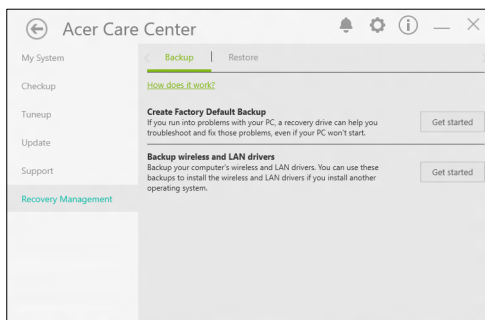 Acer Care Center
My System
Checkup
Tuneup
Update
Support
Recovery Management
Backup
Restore
How does it work?
Create Factory Default Backup
If you run into problems with your PC, a recovery drive can help you
troubleshoot and fix those problems, even if your PC won't start.
Get started
Backup wireless and LAN drivers
Backup your computer's wireless and LAN drivers. You can use these
backups to install the wireless and LAN drivers if you install another
operating system.
Get started